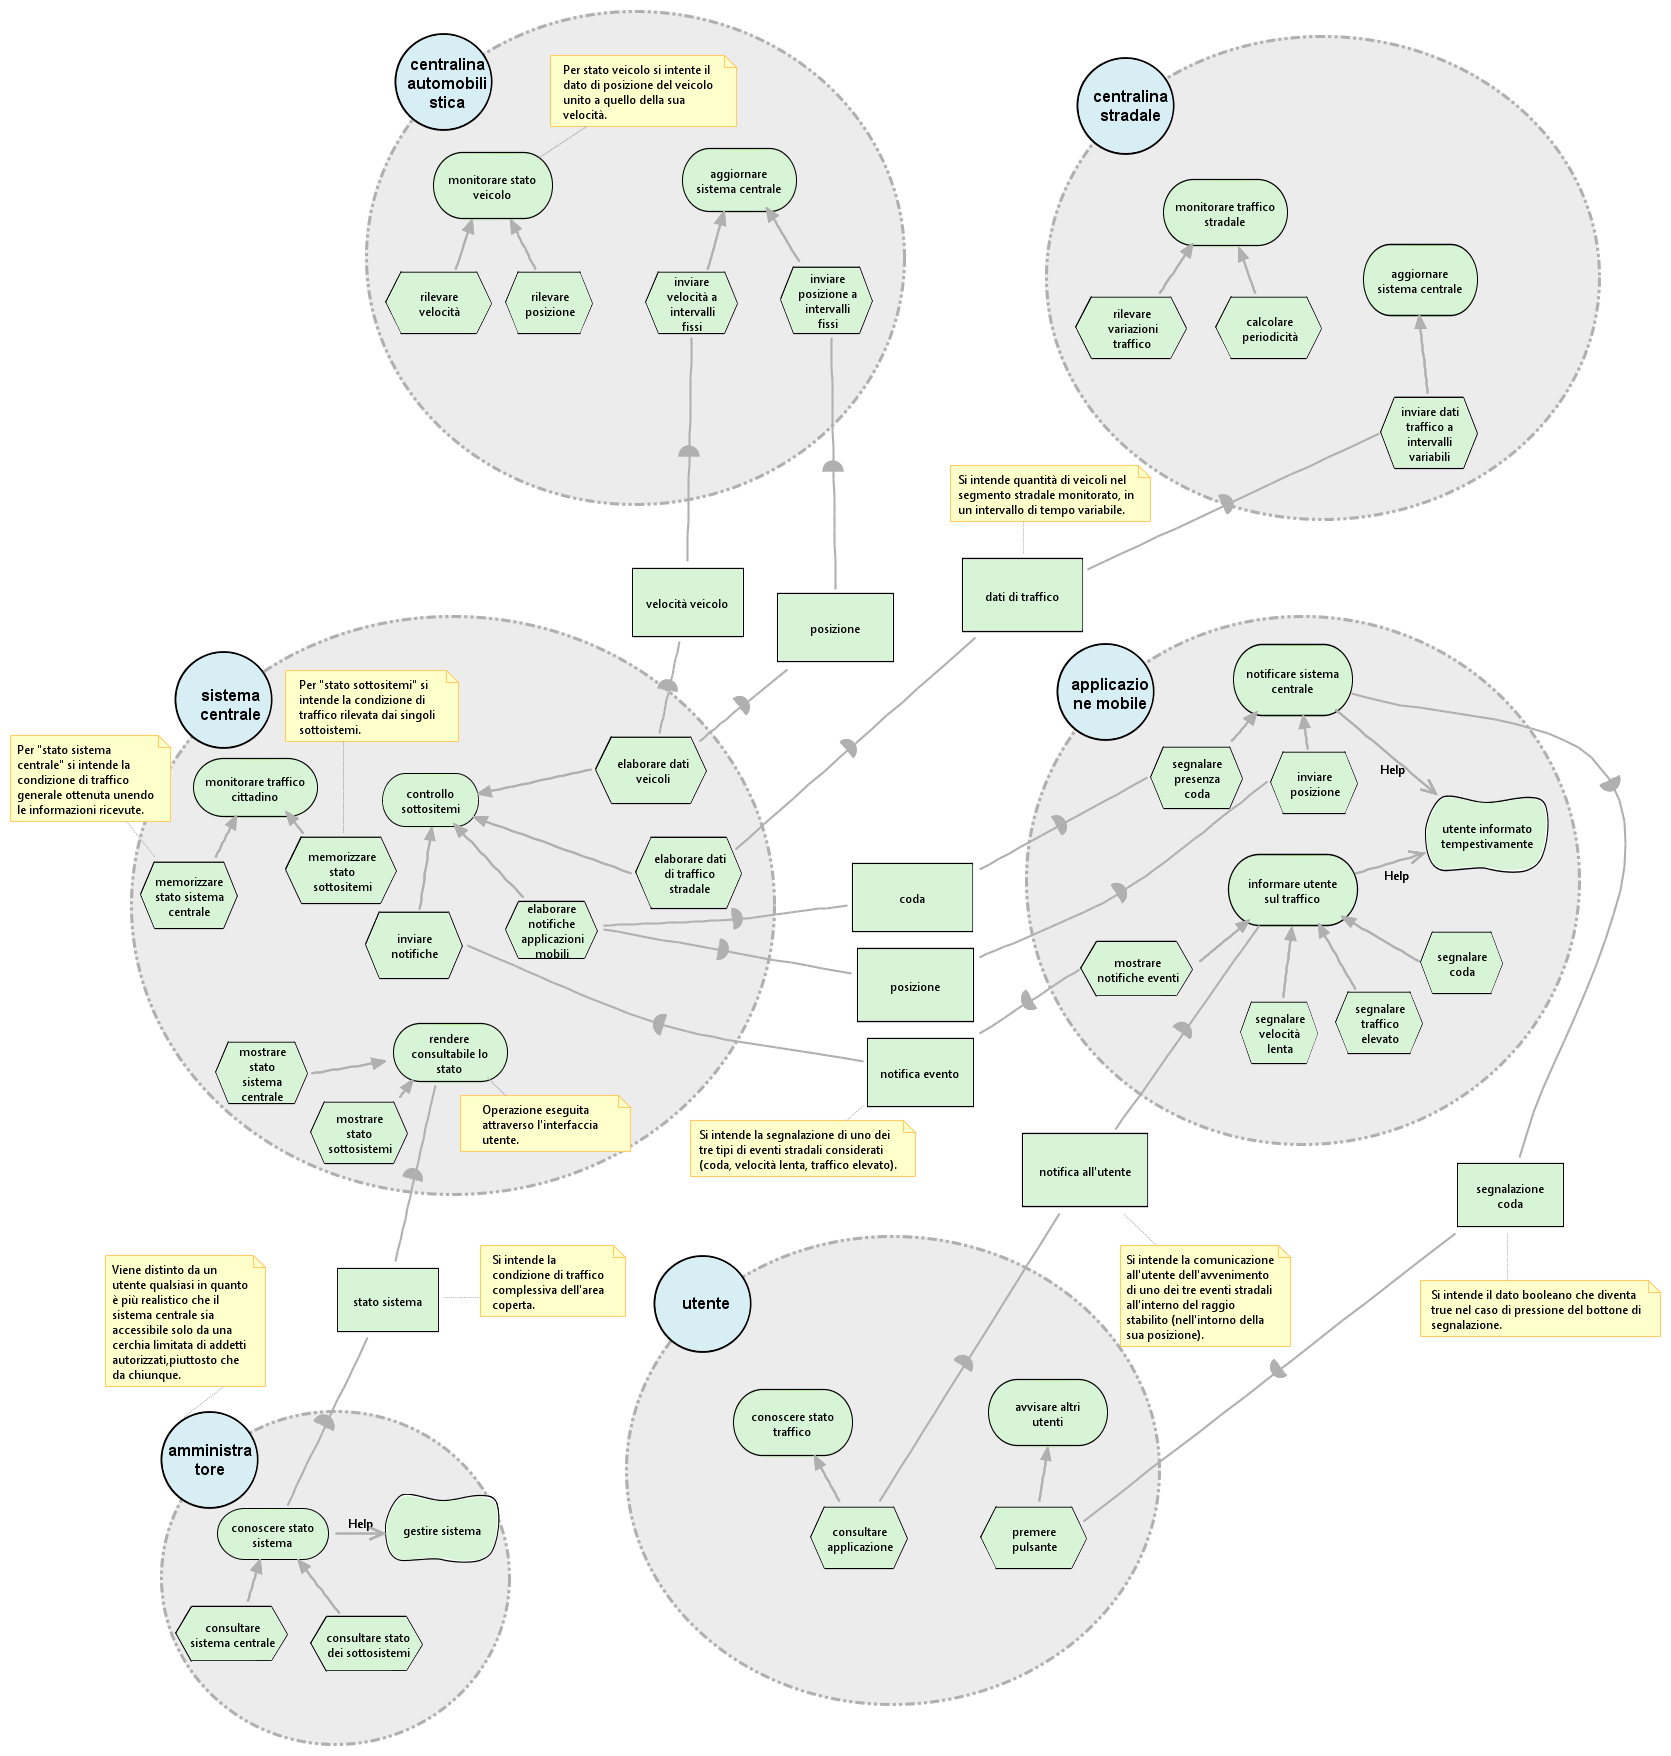 centralina
automobili
stica
Per stato veicolo si intente il
dato di posizione del veicolo
unito a quello della sua
velocità.
monitorare stato
veicolo
aggiornare
sistema centrale
rilevare
velocità
rilevare
posizione
inviare
velocità a
intervalli
fissi
inviare
posizione a
intervalli
fissi
centralina
stradale
monitorare traffico
stradale
aggiornare
sistema centrale
rilevare
variazioni
traffico
calcolare
periodicità
inviare dati
traffico a
intervalli
variabili
Si intende quantità di veicoli nel
segmento stradale monitorato, in
un intervallo di tempo variabile.
velocità veicolo
posizione
dati di traffico
sistema
centrale
Per "stato sottositemi" si
intende la condizione di
traffico rilevata dai singoli
sottoistemi.
Per "stato sistema
centrale" si intende la
condizione di traffico
generale ottenuta unendo
le informazioni ricevute.
monitorare traffico
cittadino
controllo
sottositemi
elaborare dati
veicoli
memorizzare
stato sistema
centrale
memorizzare
stato
sottositemi
elaborare dati
di traffico
stradale
inviare
notifiche
elaborare
notifiche
applicazioni
mobili
rendere
consultabile lo
stato
mostrare
stato
sistema
centrale
mostrare
stato
sottosistemi
Operazione eseguita
attraverso l'interfaccia
utente.
coda
posizione
notifica evento
Si intende la segnalazione di uno dei
tre tipi di eventi stradali considerati
(coda, velocità lenta, traffico elevato).
applicazio
ne mobile
notificare sistema
centrale
segnalare
presenza
coda
inviare
posizione
Help
utente informato
tempestivamente
Help
informare utente
sul traffico
mostrare
notifiche eventi
segnalare
velocità
lenta
segnalare
traffico
elevato
segnalare
coda
notifica all'utente
segnalazione
coda
Si intende la comunicazione
all'utente dell'avvenimento
di uno dei tre eventi stradali
all'interno del raggio
stabilito (nell'intorno della
sua posizione).
Si intende il dato booleano che diventa
true nel caso di pressione del bottone di
segnalazione.
stato sistema
Si intende la
condizione di traffico
complessiva dell'area
coperta.
Viene distinto da un
utente qualsiasi in quanto
è più realistico che il
sistema centrale sia
accessibile solo da una
cerchia limitata di addetti
autorizzati,piuttosto che
da chiunque.
amministra
tore
conoscere stato
sistema
Help
gestire sistema
consultare
sistema centrale
consultare stato
dei sottosistemi
utente
conoscere stato
traffico
avvisare altri
utenti
consultare
applicazione
premere
pulsante